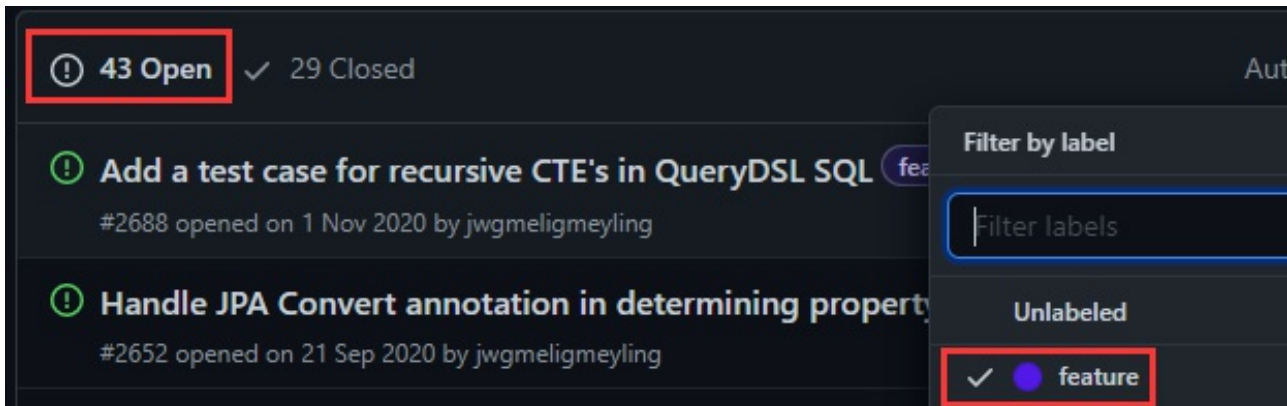 43 Open 29 Closed
Add a test case for recursive CTE's in QueryDSL SQL
#2688 opened on 1 Nov 2020 by jwgmeligmeyling
Handle JPA Convert annotation in determining property
#2652 opened on 21 Sep 2020 by jwgmeligmeyling
Filter by label
Filter labels
Unlabeled
feature